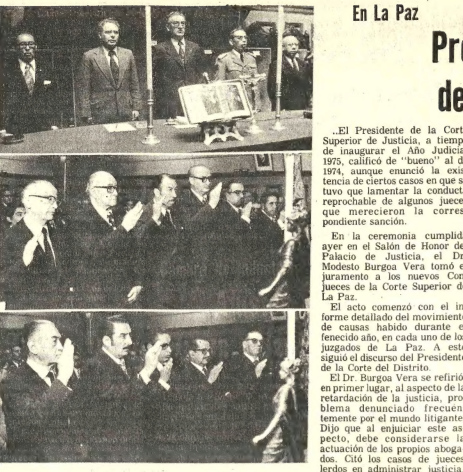 En La Paz
Pr
de
..El Presidente de la Cort
Superior de Justicia, a tiemp
de inaugurar el Año Judicia
1975, calificó de "bueno" al d
1974, aunque enunció la exis
tencia de ciertos casos en que s
tuvo que lamentar la conduct
reprochable de algunos juece
que merecieron la corres
pondiente sanción.
En la ceremonia cumplid
ayer en el Salón de Honor de
Palacio de Justicia, el Dr
Modesto Burgoa Vera tomó e
juramento a los nuevos Con
jueces de la Corte Superior d
La Paz.
El acto comenzó con el in
forme detallado del movimient
de causas habido durante e
fenecido año, en cada uno de lo
juzgados de La Paz. A est
siguió el discurso del President
de la Corte del Distrito.
El Dr. Burgoa Vera se refirió
en primer lugar, al aspecto de la
retardación de la justicia, pro
blema denunciado frecuen
temente por el mundo litigante
Dijo que al enjuiciar este as
pecto, debe considerarse la
actuación de los propios aboga
dos. Citó los casos de jueces
lerdos en administrar justicia